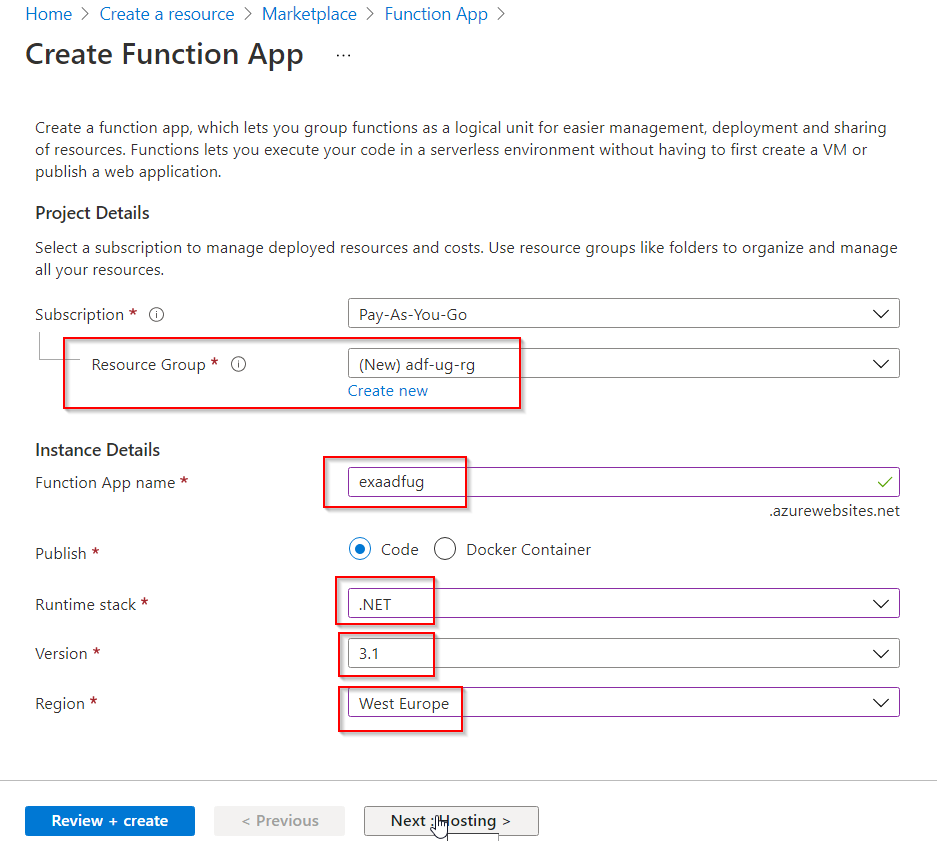 Home > Create a resource > Marketplace > Function App >
Create Function App ...
Create a function app, which lets you group functions as a logical unit for easier management, deployment and sharing
of resources. Functions lets you execute your code in a serverless environment without having to first create a VM or
publish a web application.
Project Details
Select a subscription to manage deployed resources and costs. Use resource groups like folders to organize and manage
all your resources.
Subscription * Pay-As-You-Go
Resource Group * (New) adf-ug-rg
Create new
Instance Details
Function App name * exaadfug
.azurewebsites.net
Publish * Code Docker Container
Runtime stack * .NET
Version * 3.1
Region * West Europe
Review + create < Previous Next : Hosting >